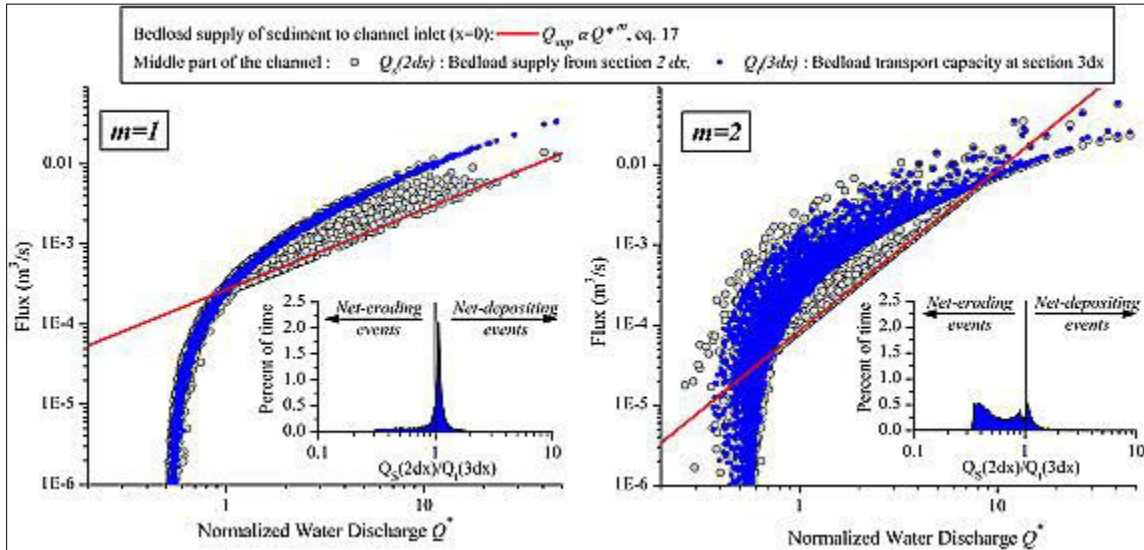 Bedload supply of sediment to channel inlet (x=0): Q_sup α Q*^m, eq. 17
Middle part of the channel : Q_s(2dx) : Bedload supply from section 2 dx, Q_t(3dx) : Bedload transport capacity at section 3dx
m=1
m=2
0.01
1E-3
1E-4
1E-5
1E-6
Flux (m³/s)
1
10
Normalized Water Discharge Q*
2.5
2.0
1.5
1.0
0.5
0.0
Percent of time
Net-eroding
events
Net-depositing
events
0.1
1
10
Q_S(2dx)/Q_t(3dx)
0.01
1E-3
1E-4
1E-5
1E-6
Flux (m³/s)
1
10
Normalized Water Discharge Q*
2.5
2.0
1.5
1.0
0.5
0.0
Percent of time
Net-eroding
events
Net-depositing
events
0.1
1
10
Q_S(2dx)/Q_t(3dx)